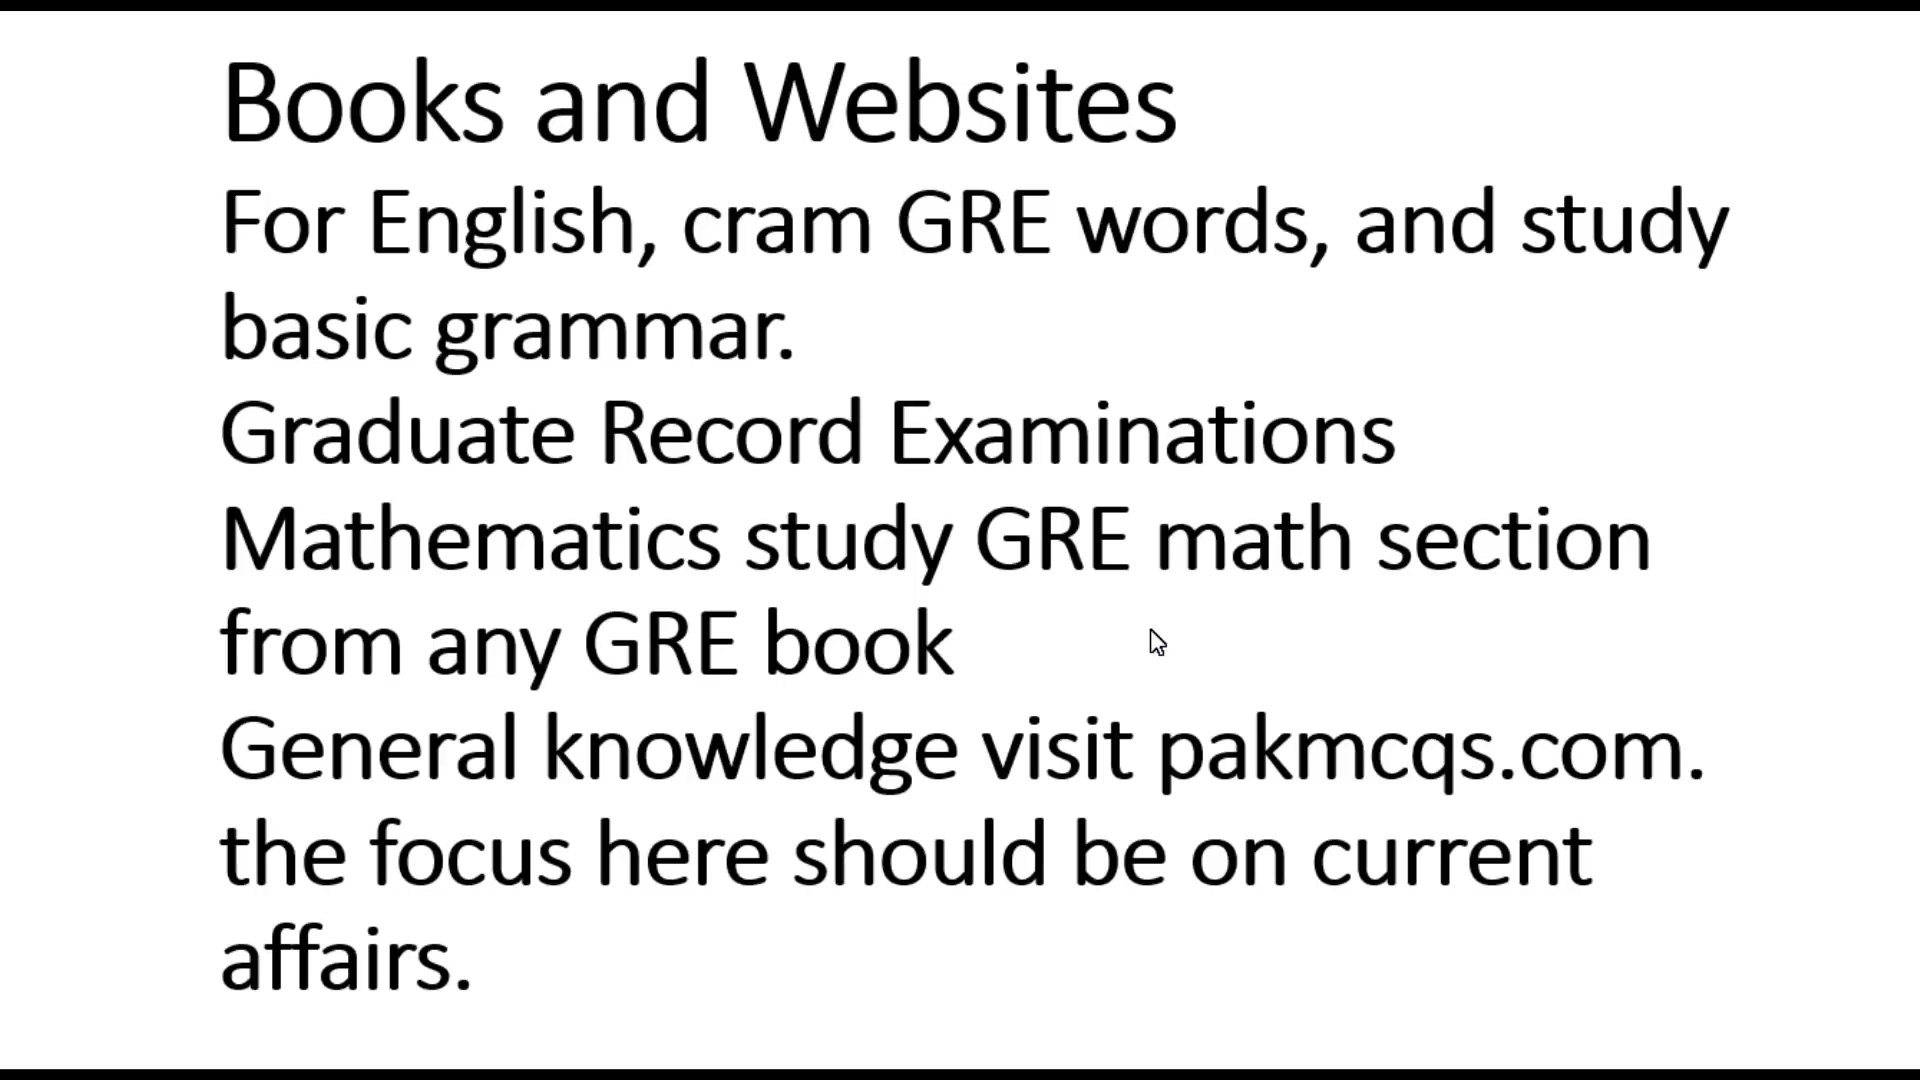 Books and Websites
For English, cram GRE words, and study
basic grammar.
Graduate Record Examinations
Mathematics study GRE math section
from any GRE book
General knowledge visit pakmcqs.com.
the focus here should be on current
affairs.